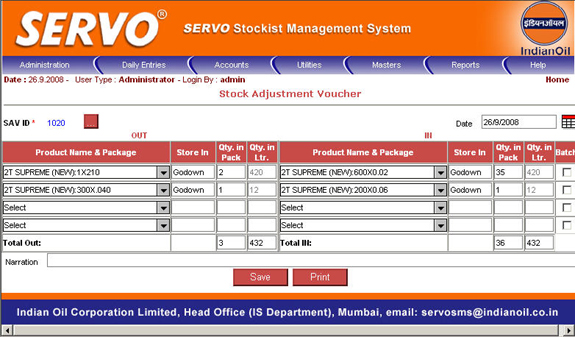 SERVO®
SERVO Stockist Management System
इंडियनऑयल
IndianOil
Administration Daily Entries Accounts Utilities Masters Reports Help
Date : 26.9.2008 - User Type : Administrator - Login By : admin Home
Stock Adjustment Voucher
SAV ID * 1020 ... Date 26/9/2008
OUT IN
Product Name & Package Store In Qty. in Pack Qty. in Ltr. Product Name & Package Store In Qty. in Pack Qty. in Ltr. Batch
2T SUPREME (NEW):1X210 Godown 2 420 2T SUPREME (NEW):600X0.02 Godown 35 420
2T SUPREME (NEW):300X.040 Godown 1 12 2T SUPREME (NEW):200X0.06 Godown 1 12
Select Select
Select Select
Total Out: 3 432 Total IN: 36 432
Narration
Save Print
Indian Oil Corporation Limited, Head Office (IS Department), Mumbai, email: servosms@indianoil.co.in